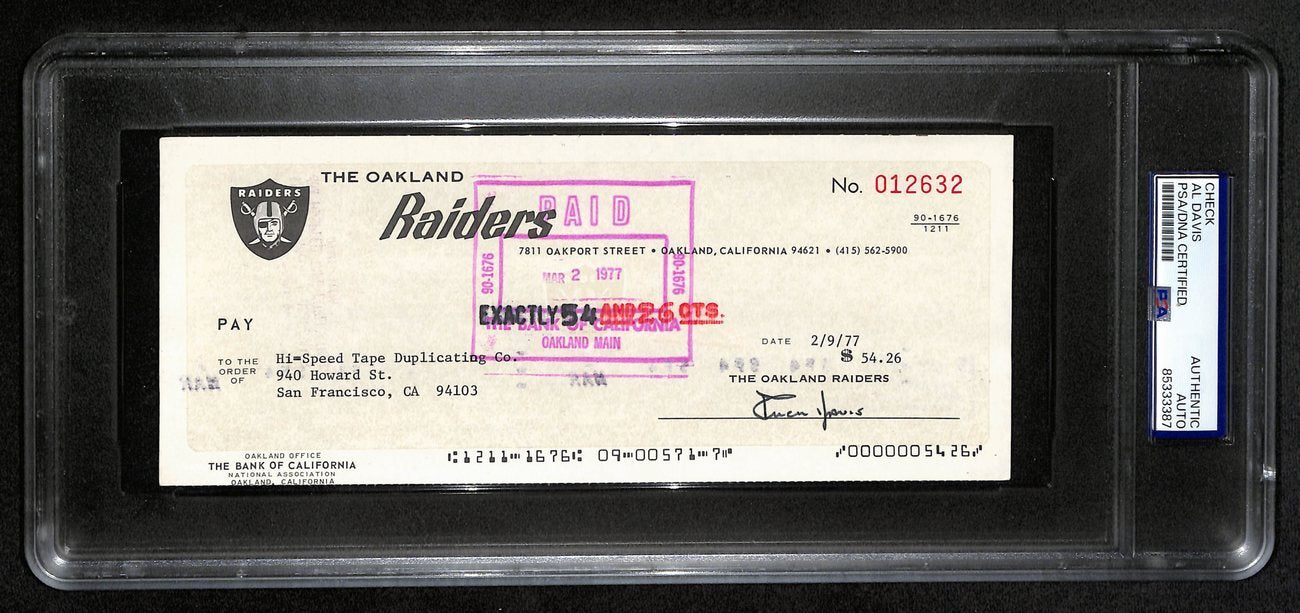 RAIDERS
THE OAKLAND
Raiders
7811 OAKPORT STREET • OAKLAND, CALIFORNIA 94621 • (415) 562-5900
No. 012632
90-1676
1211
PAID
90-1676
MAR 2 1977
90-1676
THE BANK OF CALIFORNIA
OAKLAND MAIN
EXACTLY 54 AND 26 CTS.
PAY
DATE 2/9/77
$ 54.26
TO THE
ORDER
OF
Hi=Speed Tape Duplicating Co.
940 Howard St.
San Francisco, CA 94103
THE OAKLAND RAIDERS
OAKLAND OFFICE
THE BANK OF CALIFORNIA
NATIONAL ASSOCIATION
OAKLAND, CALIFORNIA
⑆1211⑉1676⑆ 09⑉00571⑉7⑈
⑇0000005426⑇
CHECK
AL DAVIS
PSA/DNA CERTIFIED
PSA
AUTHENTIC
AUTO
85333387